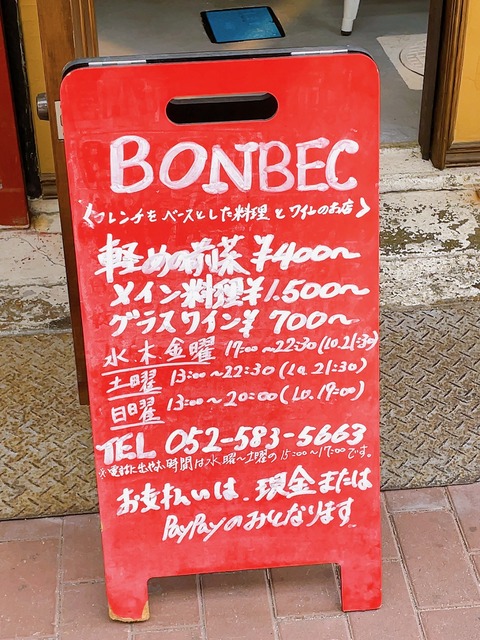 BONBEC
〈フレンチをベースとした料理とワインのお店〉
軽めの前菜¥400〜
メイン料理¥1.500〜
グラスワイン¥700〜
水木金曜 17:00〜22:30(Lo.21:30)
土曜 13:00〜22:30(Lo.21:30)
日曜 13:00〜20:00(Lo.19:00)
TEL 052-583-5663
※電話に出やすい時間は水曜〜土曜の15:00〜17:00です。
お支払いは、現金または
PayPayのみとなります